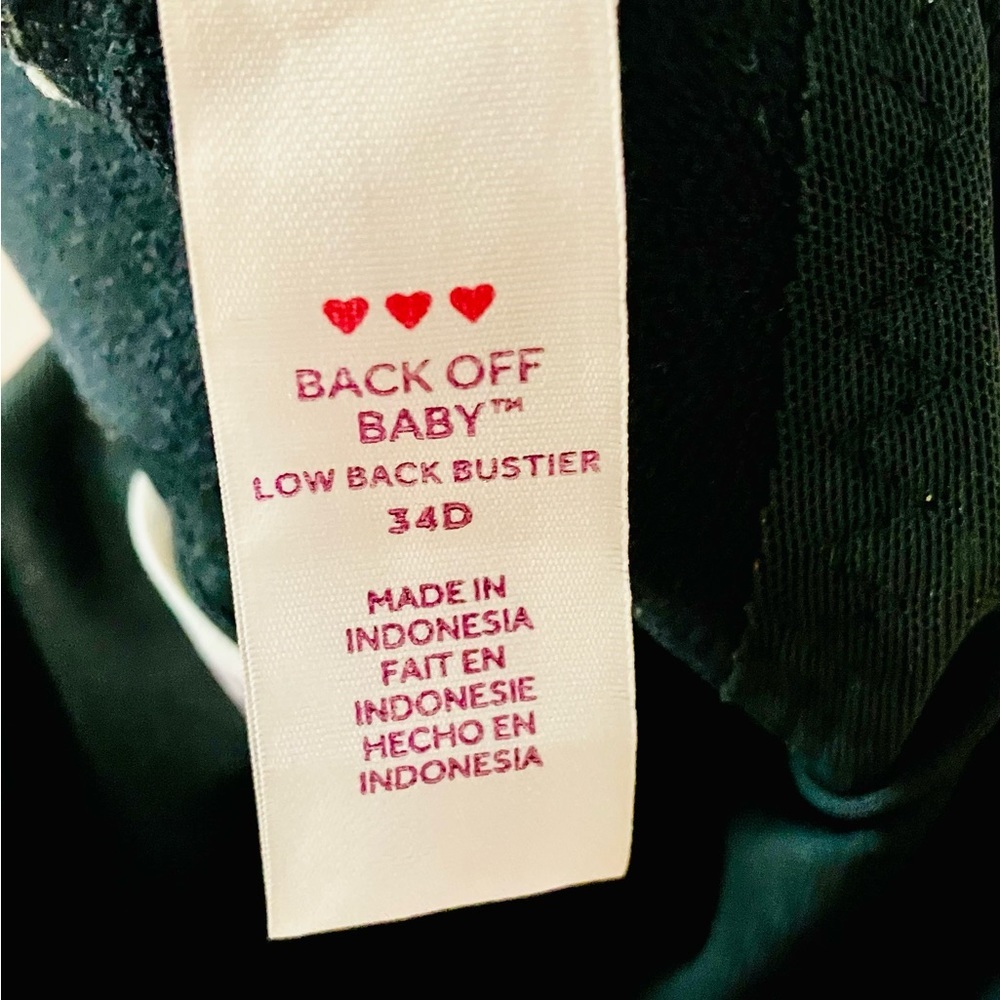 BACK OFF
BABY™
LOW BACK BUSTIER
34D
MADE IN
INDONESIA
FAIT EN
INDONESIE
HECHO EN
INDONESIA